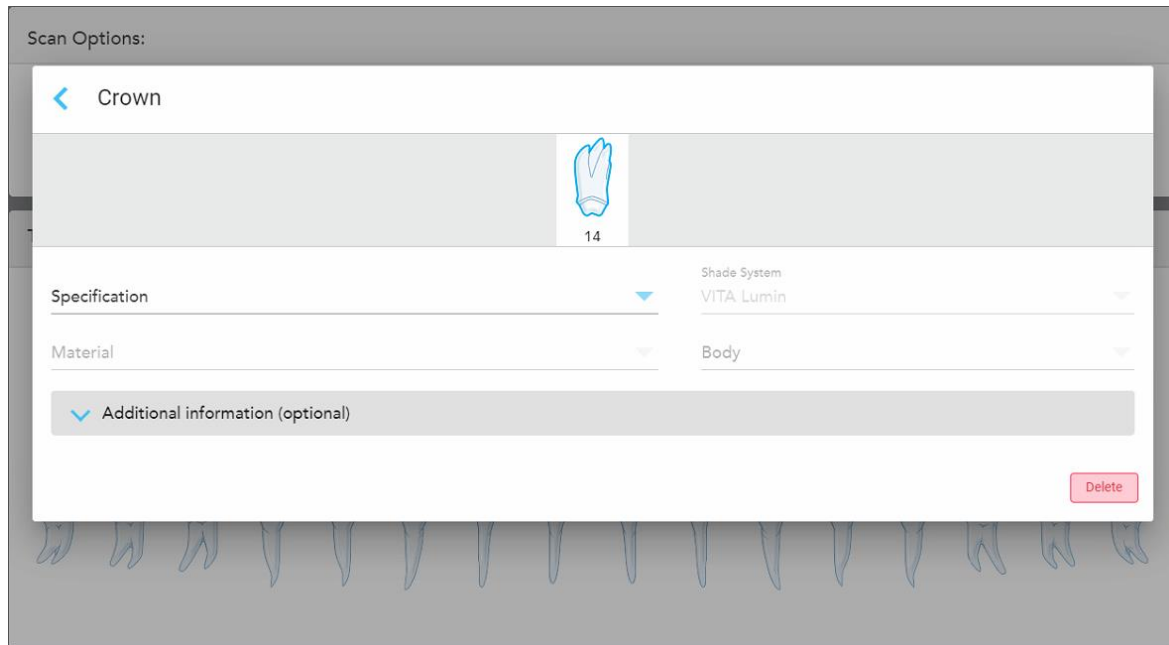 Scan Options:
Crown
14
Specification
Shade System
VITA Lumin
Material
Body
Additional information (optional)
Delete